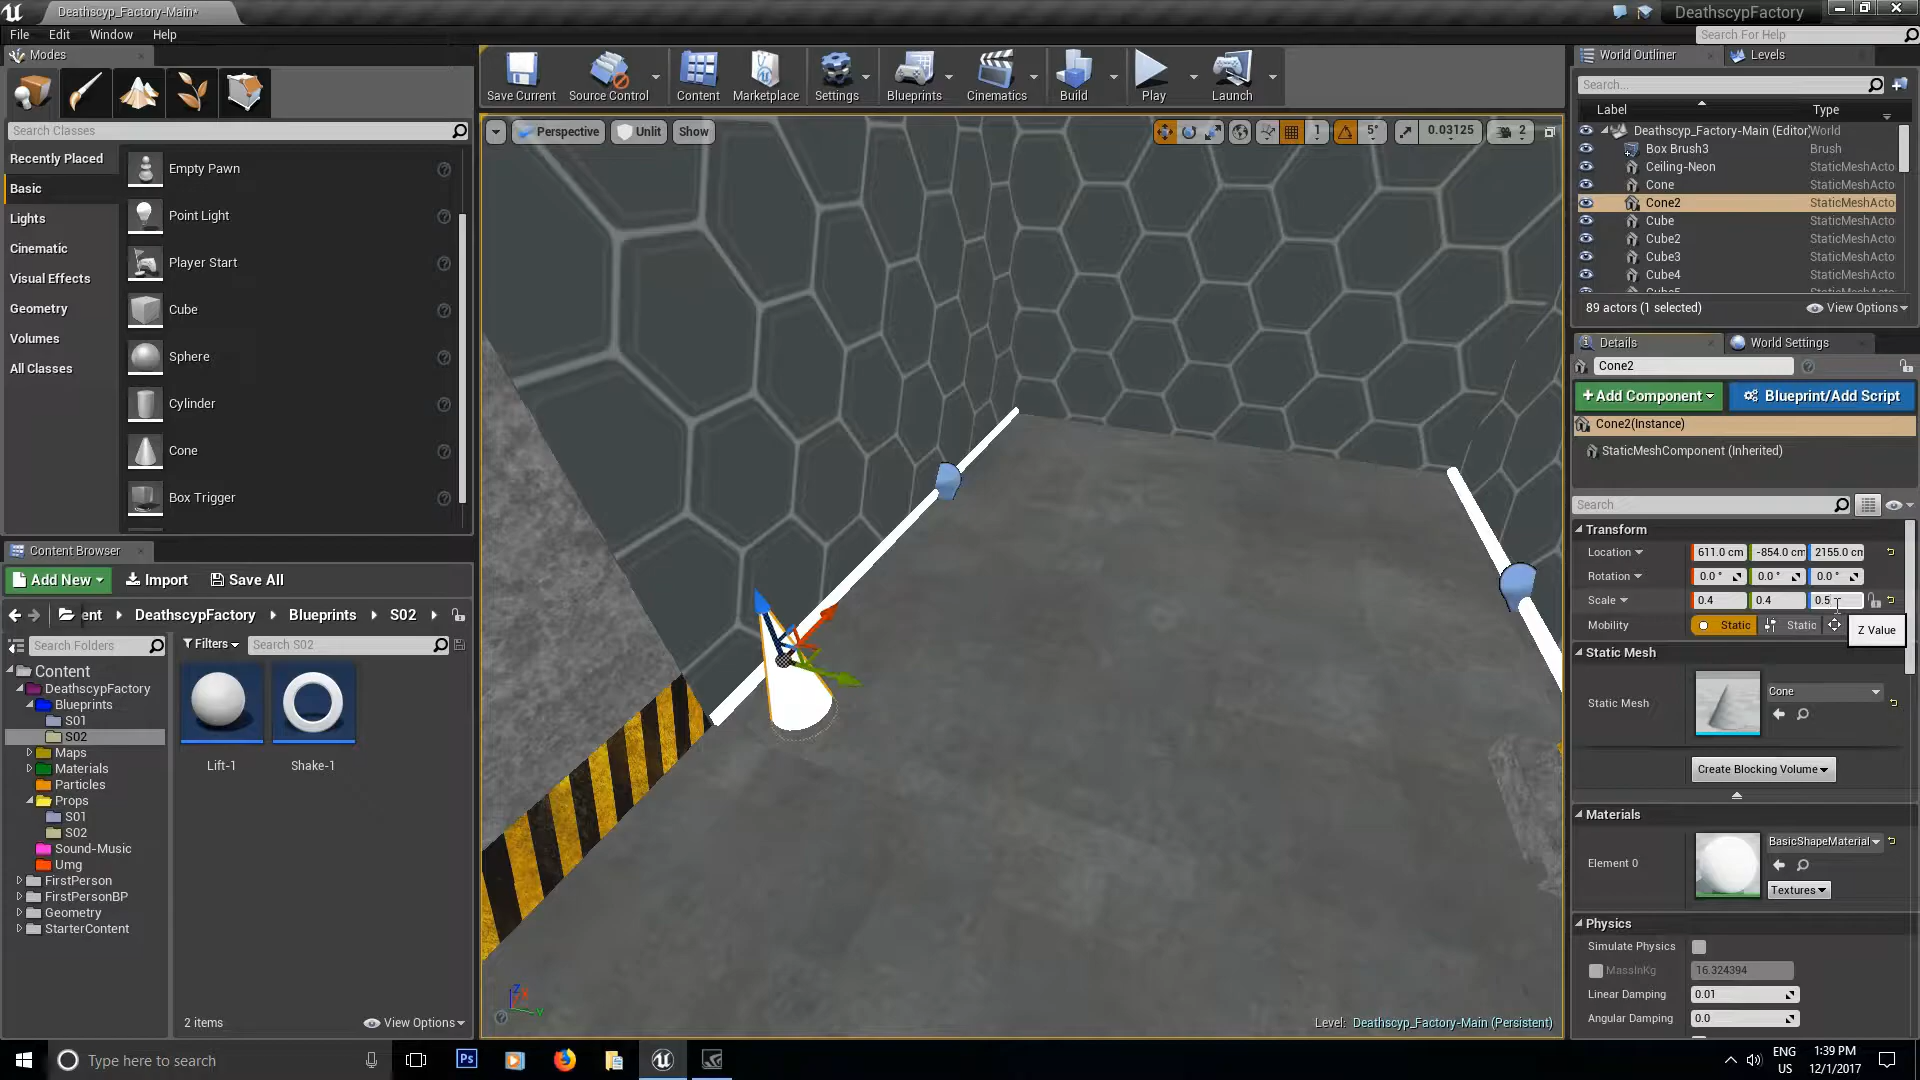 Deathscyp_Factory-Main*
DeathscypFactory
File Edit Window Help
Search For Help
Modes
Search Classes
Recently Placed
Basic
Lights
Cinematic
Visual Effects
Geometry
Volumes
All Classes
Empty Pawn
Point Light
Player Start
Cube
Sphere
Cylinder
Cone
Box Trigger
Save Current Source Control Content Marketplace Settings Blueprints Cinematics Build Play Launch
Perspective Unlit Show
1 5° 0.03125 2
Level: Deathscyp_Factory-Main (Persistent)
World Outliner Levels
Search...
Label Type
Deathscyp_Factory-Main (Editor) World
Box Brush3 Brush
Ceiling-Neon StaticMeshActo
Cone StaticMeshActo
Cone2 StaticMeshActo
Cube StaticMeshActo
Cube2 StaticMeshActo
Cube3 StaticMeshActo
Cube4 StaticMeshActo
89 actors (1 selected) View Options
Details World Settings
Cone2
+Add Component Blueprint/Add Script
Cone2(Instance)
StaticMeshComponent (Inherited)
Search
Transform
Location 611.0 cm -854.0 cm 2155.0 cm
Rotation 0.0 ° 0.0 ° 0.0 °
Scale 0.4 0.4 0.5
Mobility Static Static
Z Value
Static Mesh
Static Mesh Cone
Create Blocking Volume
Materials
Element 0 BasicShapeMaterial
Textures
Physics
Simulate Physics
MassInKg 16.324394
Linear Damping 0.01
Angular Damping 0.0
Content Browser
Add New Import Save All
ent DeathscypFactory Blueprints S02
Search Folders
Filters Search S02
Content
DeathscypFactory
Blueprints
S01
S02
Maps
Materials
Particles
Props
S01
S02
Sound-Music
Umg
FirstPerson
FirstPersonBP
Geometry
StarterContent
Lift-1 Shake-1
2 items View Options
Type here to search
Ps
ENG
US
1:39 PM
12/1/2017